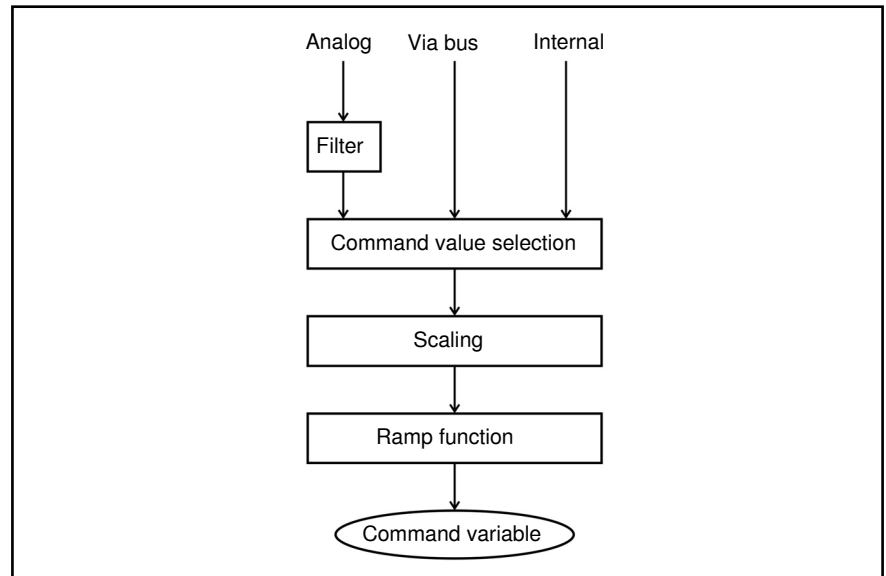 Analog Via bus Internal
Filter
Command value selection
Scaling
Ramp function
Command variable